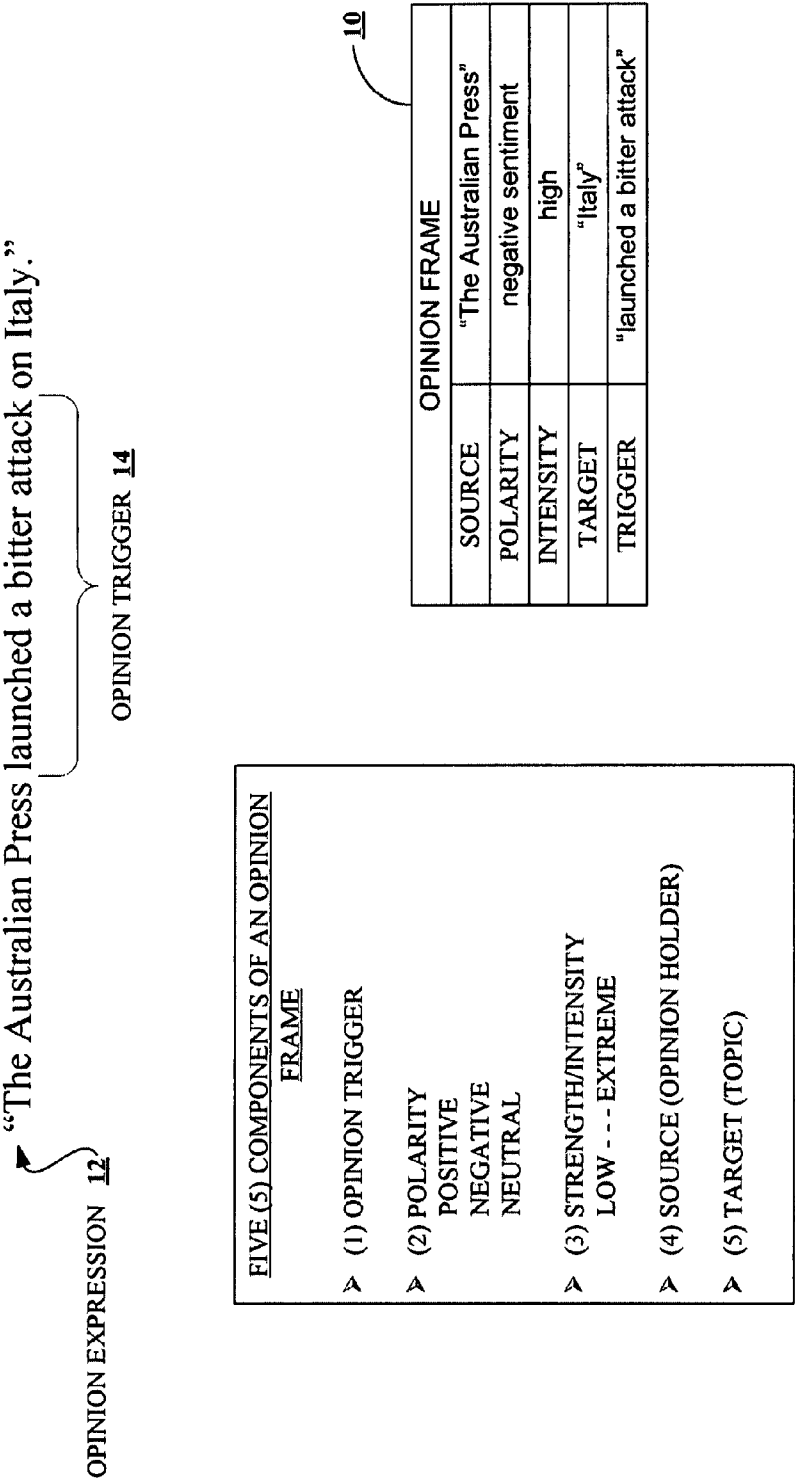 “The Australian Press launched a bitter attack on Italy.”
OPINION EXPRESSION 12
OPINION TRIGGER 14
FIVE (5) COMPONENTS OF AN OPINION
FRAME
➢ (1) OPINION TRIGGER
➢ (2) POLARITY
POSITIVE
NEGATIVE
NEUTRAL
➢ (3) STRENGTH/INTENSITY
LOW - - - EXTREME
➢ (4) SOURCE (OPINION HOLDER)
➢ (5) TARGET (TOPIC)
10
OPINION FRAME
SOURCE “The Australian Press”
POLARITY negative sentiment
INTENSITY high
TARGET “Italy”
TRIGGER “launched a bitter attack”